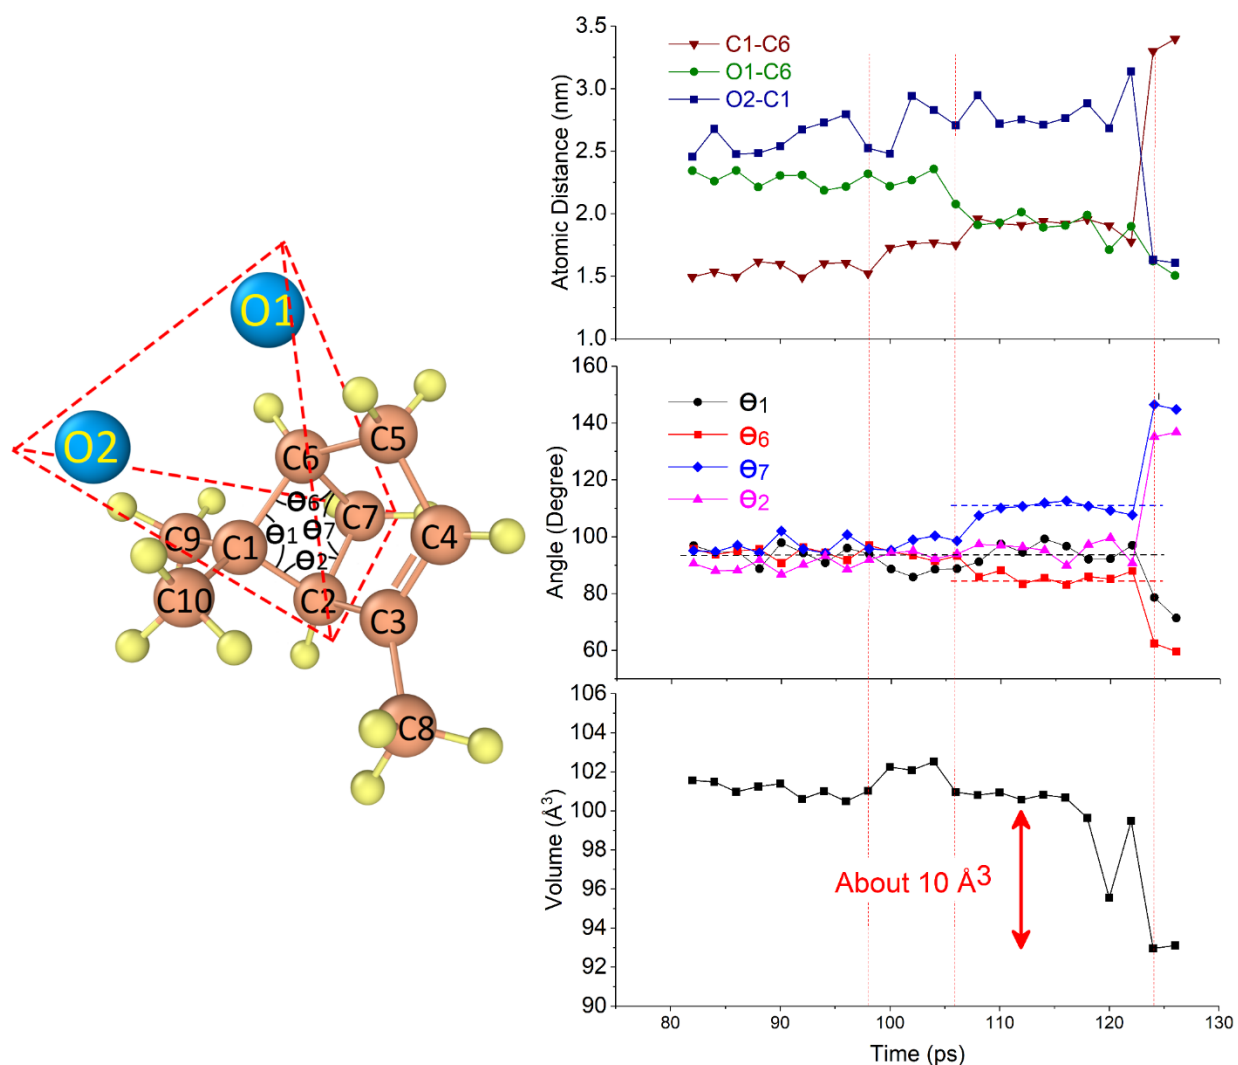 O1
O2
C5
C6
ϴ6
C7
ϴ1
ϴ7
C4
C9
C1
ϴ2
C10
C2
C3
C8
3.5
3.0
2.5
2.0
1.5
1.0
Atomic Distance (nm)
C1-C6
O1-C6
O2-C1
160
140
120
100
80
60
Angle (Degree)
ϴ1
ϴ6
ϴ7
ϴ2
106
104
102
100
98
96
94
92
90
Volume (Å3)
About 10 Å3
80
90
100
110
120
130
Time (ps)